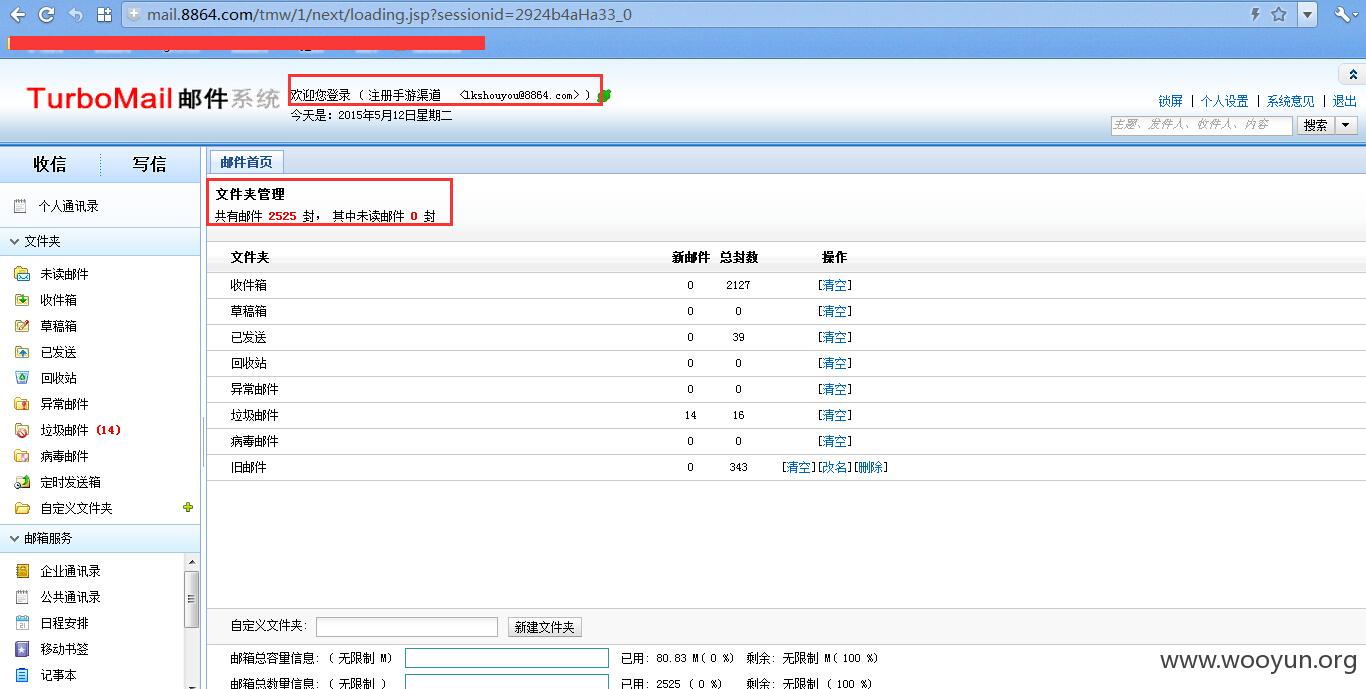 mail.8864.com/tmw/1/next/loading.jsp?sessionid=2924b4aHa33_0
TurboMail 邮件系统
欢迎您登录 ( 注册手游渠道 <lkshouyou@8864.com> )
今天是: 2015年5月12日星期二
锁屏 | 个人设置 | 系统意见 | 退出
主题、发件人、收件人、内容 搜索
收信 写信
个人通讯录
文件夹
未读邮件
收件箱
草稿箱
已发送
回收站
异常邮件
垃圾邮件 (14)
病毒邮件
定时发送箱
自定义文件夹
邮箱服务
企业通讯录
公共通讯录
日程安排
移动书签
记事本
邮件首页
文件夹管理
共有邮件 2525 封, 其中未读邮件 0 封
文件夹 新邮件 总封数 操作
收件箱 0 2127 [清空]
草稿箱 0 0 [清空]
已发送 0 39 [清空]
回收站 0 0 [清空]
异常邮件 0 0 [清空]
垃圾邮件 14 16 [清空]
病毒邮件 0 0 [清空]
旧邮件 0 343 [清空][改名][删除]
自定义文件夹: 新建文件夹
邮箱总容量信息: ( 无限制 M) 已用: 80.83 M( 0 %) 剩余: 无限制 M( 100 %)
邮箱总数量信息: ( 无限制 ) 已用: 2525 ( 0 %) 剩余: 无限制 ( 100 %)
www.wooyun.org